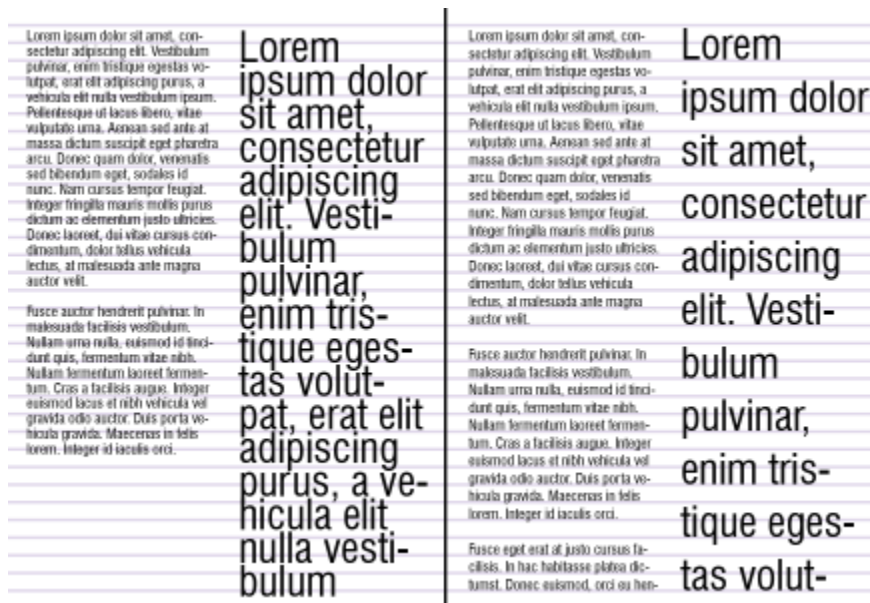 Lorem ipsum dolor sit amet, con-
sectetur adipiscing elit. Vestibulum
pulvinar, enim tristique egestas vo-
lutpat, erat elit adipiscing purus, a
vehicula elit nulla vestibulum ipsum.
Pellentesque ut lacus libero, vitae
vulputate urna. Aenean sed ante at
massa dictum suscipit eget pharetra
arcu. Donec quam dolor, venenatis
sed bibendum eget, sodales id
nunc. Nam cursus tempor feugiat.
Integer fringilla mauris mollis purus
dictum ac elementum justo ultricies.
Donec laoreet, dui vitae cursus con-
dimentum, dolor tellus vehicula
lectus, at malesuada ante magna
auctor velit.
Fusce auctor hendrerit pulvinar. In
malesuada facilisis vestibulum.
Nullam urna nulla, euismod id tinci-
dunt quis, fermentum vitae nibh.
Nullam fermentum laoreet fermen-
tum. Cras a facilisis augue. Integer
euismod lacus et nibh vehicula vel
gravida odio auctor. Duis porta ve-
hicula gravida. Maecenas in felis
lorem. Integer id iaculis orci.
Lorem
ipsum dolor
sit amet,
consectetur
adipiscing
elit. Vesti-
bulum
pulvinar,
enim tris-
tique eges-
tas volut-
pat, erat elit
adipiscing
purus, a ve-
hicula elit
nulla vesti-
bulum
Lorem ipsum dolor sit amet, con-
sectetur adipiscing elit. Vestibulum
pulvinar, enim tristique egestas vo-
lutpat, erat elit adipiscing purus, a
vehicula elit nulla vestibulum ipsum.
Pellentesque ut lacus libero, vitae
vulputate urna. Aenean sed ante at
massa dictum suscipit eget pharetra
arcu. Donec quam dolor, venenatis
sed bibendum eget, sodales id
nunc. Nam cursus tempor feugiat.
Integer fringilla mauris mollis purus
dictum ac elementum justo ultricies.
Donec laoreet, dui vitae cursus con-
dimentum, dolor tellus vehicula
lectus, at malesuada ante magna
auctor velit.
Fusce auctor hendrerit pulvinar. In
malesuada facilisis vestibulum.
Nullam urna nulla, euismod id tinci-
dunt quis, fermentum vitae nibh.
Nullam fermentum laoreet fermen-
tum. Cras a facilisis augue. Integer
euismod lacus et nibh vehicula vel
gravida odio auctor. Duis porta ve-
hicula gravida. Maecenas in felis
lorem. Integer id iaculis orci.
Fusce eget erat at justo cursus fa-
cilisis. In hac habitasse platea dic-
tumst. Donec euismod, orci eu hen-
Lorem
ipsum dolor
sit amet,
consectetur
adipiscing
elit. Vesti-
bulum
pulvinar,
enim tris-
tique eges-
tas volut-